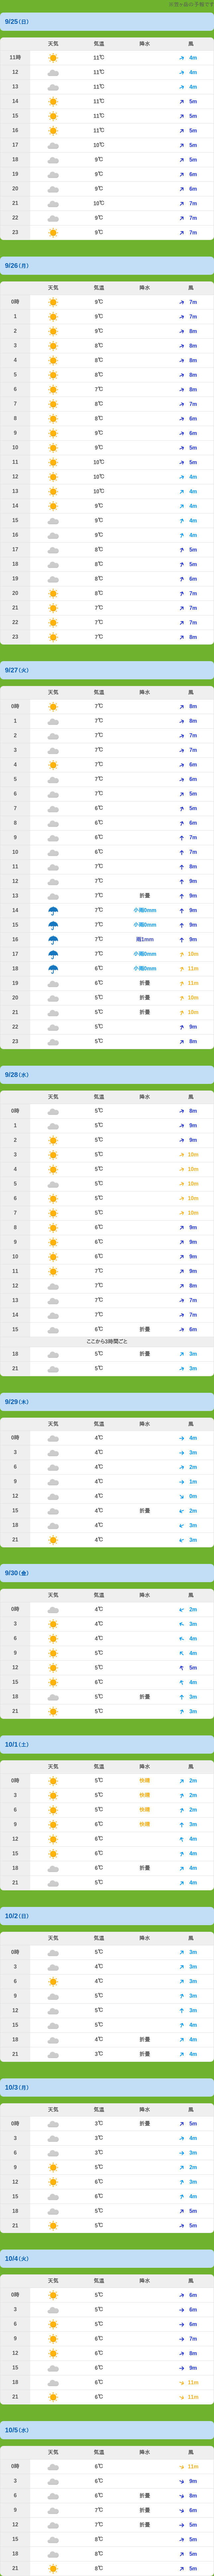 9/25(日)
天気 気温 降水 風
11時 11℃ 4m
12 11℃ 4m
13 11℃ 4m
14 11℃ 5m
15 11℃ 5m
16 11℃ 5m
17 10℃ 5m
18 9℃ 5m
19 9℃ 6m
20 9℃ 6m
21 10℃ 7m
22 9℃ 7m
23 9℃ 7m
9/26(月)
天気 気温 降水 風
0時 9℃ 7m
1 9℃ 7m
2 9℃ 8m
3 8℃ 8m
4 8℃ 8m
5 8℃ 8m
6 7℃ 8m
7 8℃ 7m
8 8℃ 6m
9 9℃ 6m
10 9℃ 5m
11 10℃ 5m
12 10℃ 4m
13 10℃ 4m
14 9℃ 4m
15 9℃ 4m
16 9℃ 4m
17 8℃ 5m
18 8℃ 5m
19 8℃ 6m
20 8℃ 7m
21 7℃ 7m
22 7℃ 7m
23 7℃ 8m
9/27(火)
天気 気温 降水 風
0時 7℃ 8m
1 7℃ 8m
2 7℃ 7m
3 7℃ 7m
4 7℃ 6m
5 7℃ 6m
6 7℃ 5m
7 6℃ 5m
8 6℃ 6m
9 6℃ 7m
10 6℃ 7m
11 7℃ 8m
12 7℃ 9m
13 7℃ 折畳 9m
14 7℃ 小雨0mm 9m
15 7℃ 小雨0mm 9m
16 7℃ 雨1mm 9m
17 7℃ 小雨0mm 10m
18 6℃ 小雨0mm 11m
19 6℃ 折畳 11m
20 5℃ 折畳 10m
21 5℃ 折畳 10m
22 5℃ 9m
23 5℃ 8m
9/28(水)
天気 気温 降水 風
0時 5℃ 8m
1 5℃ 9m
2 5℃ 9m
3 5℃ 10m
4 5℃ 10m
5 5℃ 10m
6 5℃ 10m
7 5℃ 10m
8 6℃ 9m
9 6℃ 9m
10 6℃ 9m
11 7℃ 9m
12 7℃ 8m
13 7℃ 7m
14 7℃ 7m
15 6℃ 折畳 6m
ここから3時間ごと
18 5℃ 折畳 3m
21 5℃ 3m
9/29(木)
天気 気温 降水 風
0時 4℃ 4m
3 4℃ 3m
6 4℃ 2m
9 4℃ 1m
12 4℃ 0m
15 4℃ 折畳 2m
18 4℃ 3m
21 4℃ 3m
9/30(金)
天気 気温 降水 風
0時 4℃ 2m
3 4℃ 3m
6 4℃ 4m
9 5℃ 4m
12 5℃ 5m
15 6℃ 4m
18 5℃ 折畳 3m
21 5℃ 3m
10/1(土)
天気 気温 降水 風
0時 5℃ 快晴 2m
3 5℃ 快晴 2m
6 5℃ 快晴 2m
9 6℃ 快晴 3m
12 6℃ 4m
15 6℃ 4m
18 6℃ 折畳 4m
21 5℃ 4m
10/2(日)
天気 気温 降水 風
0時 5℃ 3m
3 4℃ 3m
6 4℃ 3m
9 5℃ 3m
12 5℃ 3m
15 5℃ 4m
18 4℃ 折畳 4m
21 3℃ 折畳 4m
10/3(月)
天気 気温 降水 風
0時 3℃ 折畳 5m
3 3℃ 4m
6 3℃ 3m
9 5℃ 2m
12 6℃ 3m
15 6℃ 4m
18 5℃ 5m
21 5℃ 5m
10/4(火)
天気 気温 降水 風
0時 5℃ 6m
3 5℃ 6m
6 5℃ 6m
9 6℃ 7m
12 6℃ 8m
15 6℃ 9m
18 6℃ 11m
21 6℃ 11m
10/5(水)
天気 気温 降水 風
0時 6℃ 11m
3 6℃ 9m
6 6℃ 折畳 8m
9 7℃ 折畳 6m
12 7℃ 折畳 5m
15 8℃ 5m
18 8℃ 5m
21 8℃ 5m